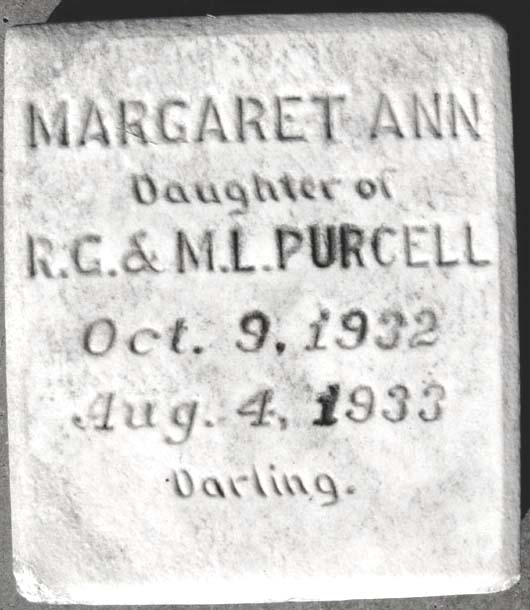 MARGARET ANN
Daughter of
R.G. & M.L. PURCELL
Oct. 9, 1932
Aug. 4, 1933
Darling.